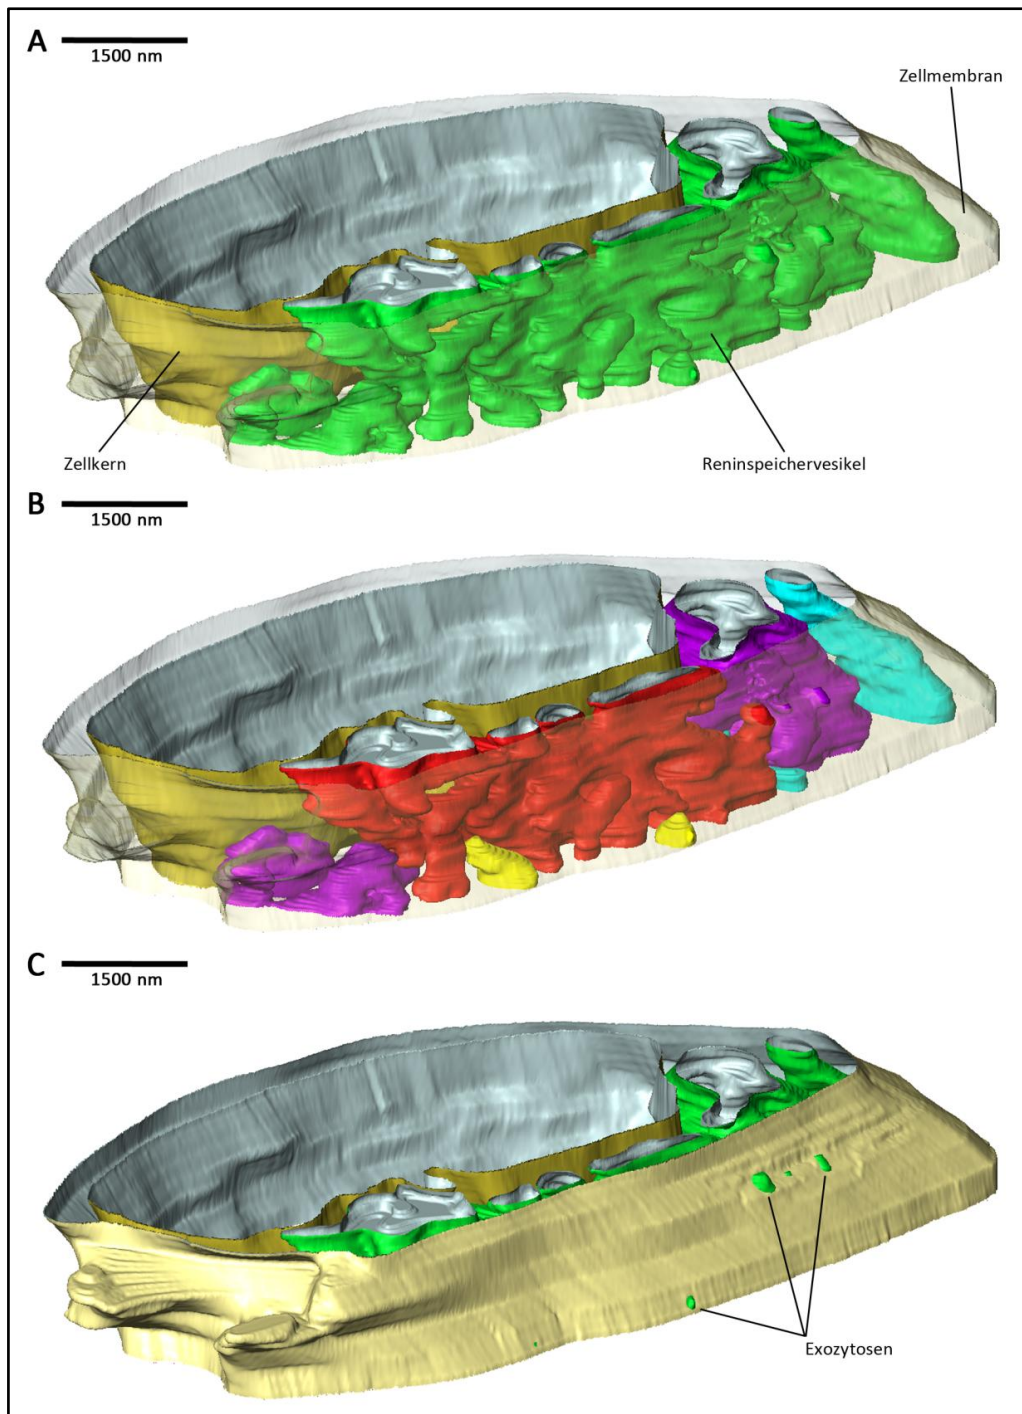 A
1500 nm
Zellmembran
Zellkern
Reninspeichervesikel
B
1500 nm
C
1500 nm
Exozytosen